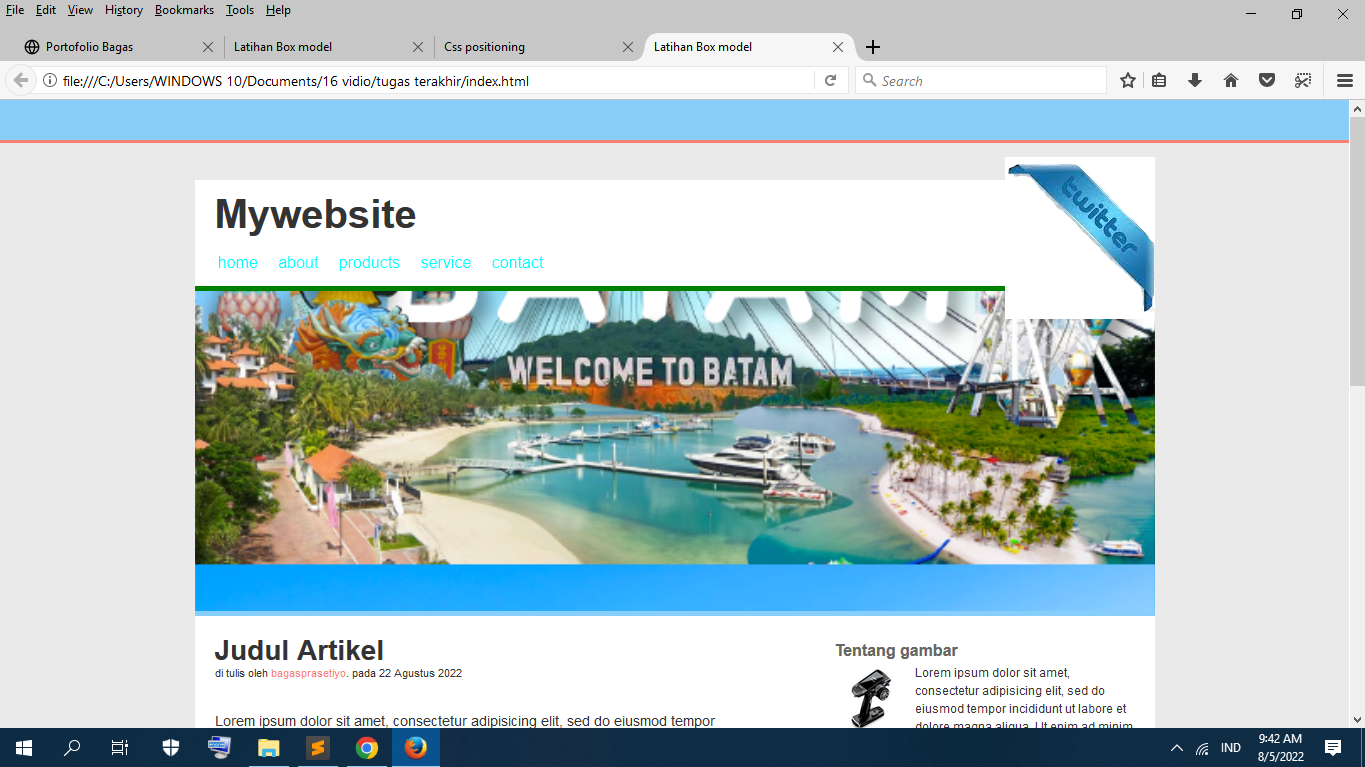 File Edit View History Bookmarks Tools Help
Portofolio Bagas
Latihan Box model
Css positioning
Latihan Box model
file:///C:/Users/WINDOWS 10/Documents/16 vidio/tugas terakhir/index.html
Search
twitter
Mywebsite
home about products service contact
BATAM
WELCOME TO BATAM
Judul Artikel
di tulis oleh bagasprasetiyo. pada 22 Agustus 2022
Lorem ipsum dolor sit amet, consectetur adipisicing elit, sed do eiusmod tempor
Tentang gambar
Lorem ipsum dolor sit amet,
consectetur adipisicing elit, sed do
eiusmod tempor incididunt ut labore et
dolore magna aliqua. Ut enim ad minim
IND
9:42 AM
8/5/2022